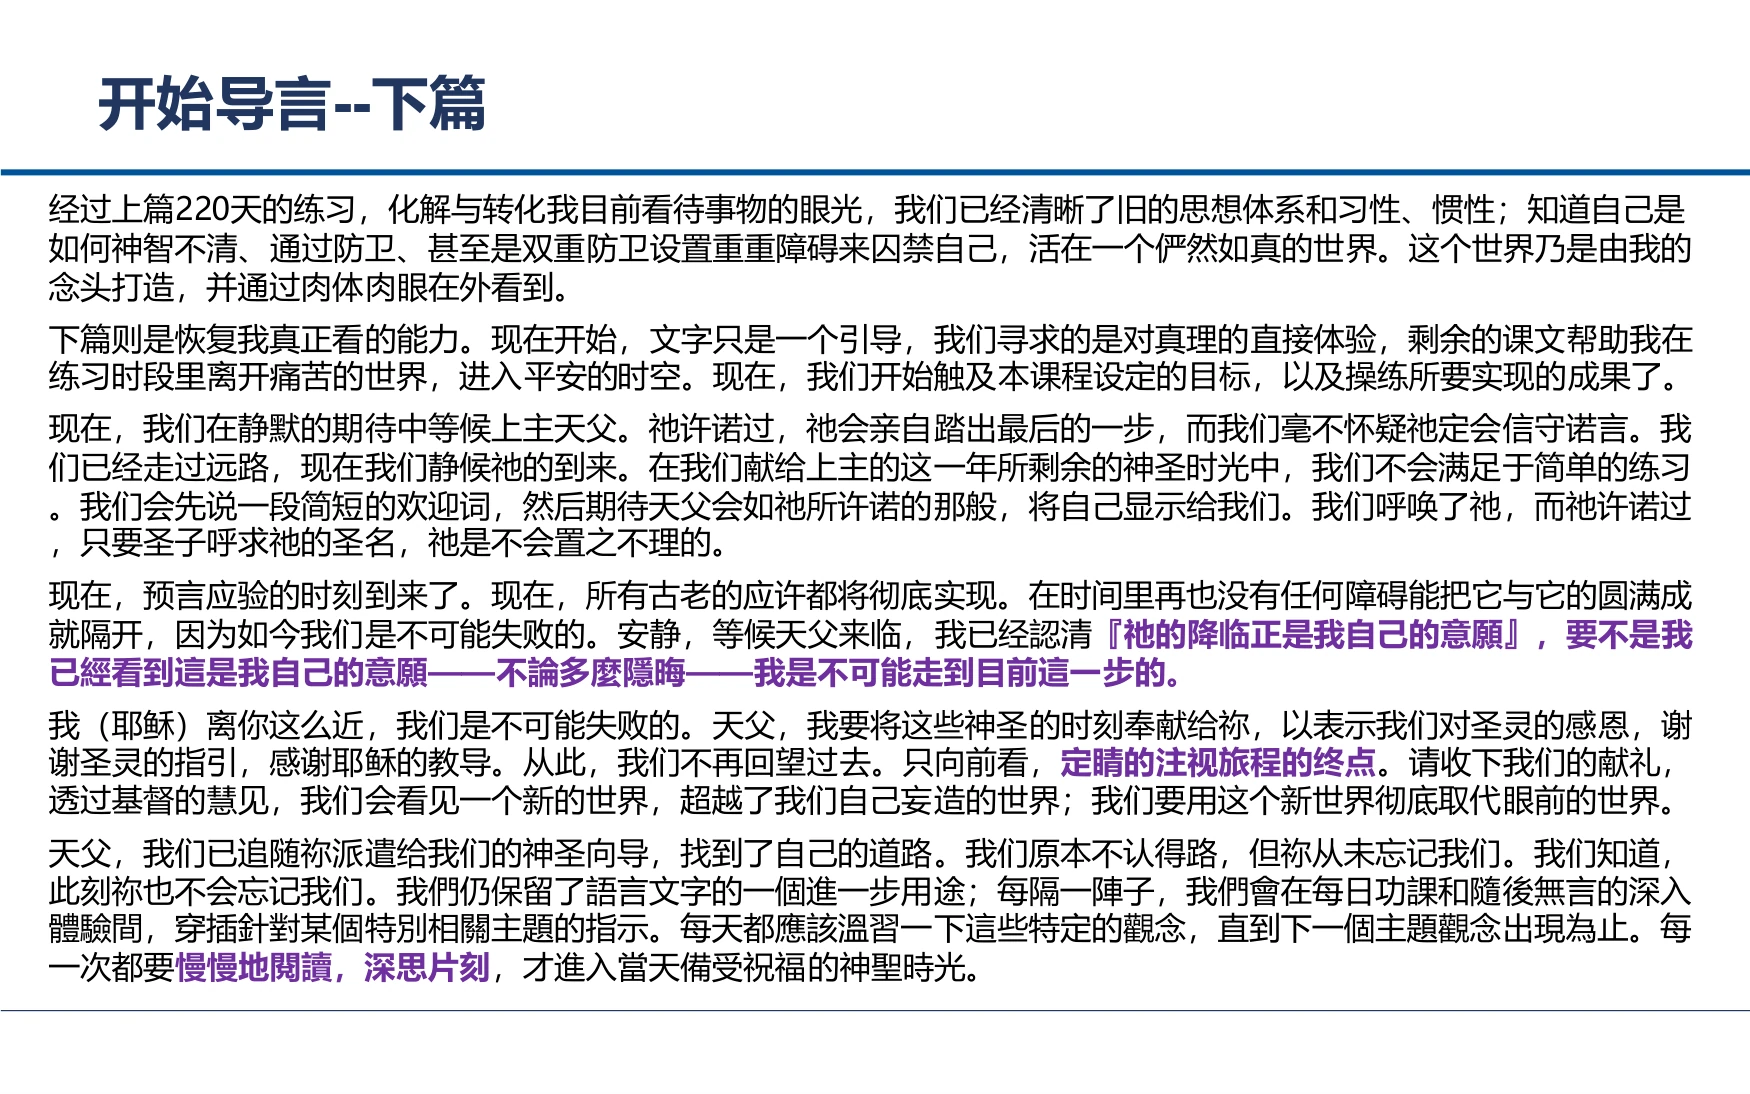 开始导言--下篇
经过上篇220天的练习，化解与转化我目前看待事物的眼光，我们已经清晰了旧的思想体系和习性、惯性；知道自己是
如何神智不清、通过防卫、甚至是双重防卫设置重重障碍来囚禁自己，活在一个俨然如真的世界。这个世界乃是由我的
念头打造，并通过肉体肉眼在外看到。
下篇则是恢复我真正看的能力。现在开始，文字只是一个引导，我们寻求的是对真理的直接体验，剩余的课文帮助我在
练习时段里离开痛苦的世界，进入平安的时空。现在，我们开始触及本课程设定的目标，以及操练所要实现的成果了。
现在，我们在静默的期待中等候上主天父。祂许诺过，祂会亲自踏出最后的一步，而我们毫不怀疑祂定会信守诺言。我
们已经走过远路，现在我们静候祂的到来。在我们献给上主的这一年所剩余的神圣时光中，我们不会满足于简单的练习
。我们会先说一段简短的欢迎词，然后期待天父会如祂所许诺的那般，将自己显示给我们。我们呼唤了祂，而祂许诺过
，只要圣子呼求祂的圣名，祂是不会置之不理的。
现在，预言应验的时刻到来了。现在，所有古老的应许都将彻底实现。在时间里再也没有任何障碍能把它与它的圆满成
就隔开，因为如今我们是不可能失败的。安静，等候天父来临，我已经認清『祂的降临正是我自己的意願』，要不是我
已經看到這是我自己的意願——不論多麼隱晦——我是不可能走到目前這一步的。
我（耶稣）离你这么近，我们是不可能失败的。天父，我要将这些神圣的时刻奉献给祢，以表示我们对圣灵的感恩，谢
谢圣灵的指引，感谢耶稣的教导。从此，我们不再回望过去。只向前看，定睛的注视旅程的终点。请收下我们的献礼，
透过基督的慧见，我们会看见一个新的世界，超越了我们自己妄造的世界；我们要用这个新世界彻底取代眼前的世界。
天父，我们已追随祢派遣给我们的神圣向导，找到了自己的道路。我们原本不认得路，但祢从未忘记我们。我们知道，
此刻祢也不会忘记我们。我們仍保留了語言文字的一個進一步用途；每隔一陣子，我們會在每日功課和隨後無言的深入
體驗間，穿插針對某個特別相關主題的指示。每天都應該溫習一下這些特定的觀念，直到下一個主題觀念出現為止。每
一次都要慢慢地閱讀，深思片刻，才進入當天備受祝福的神聖時光。